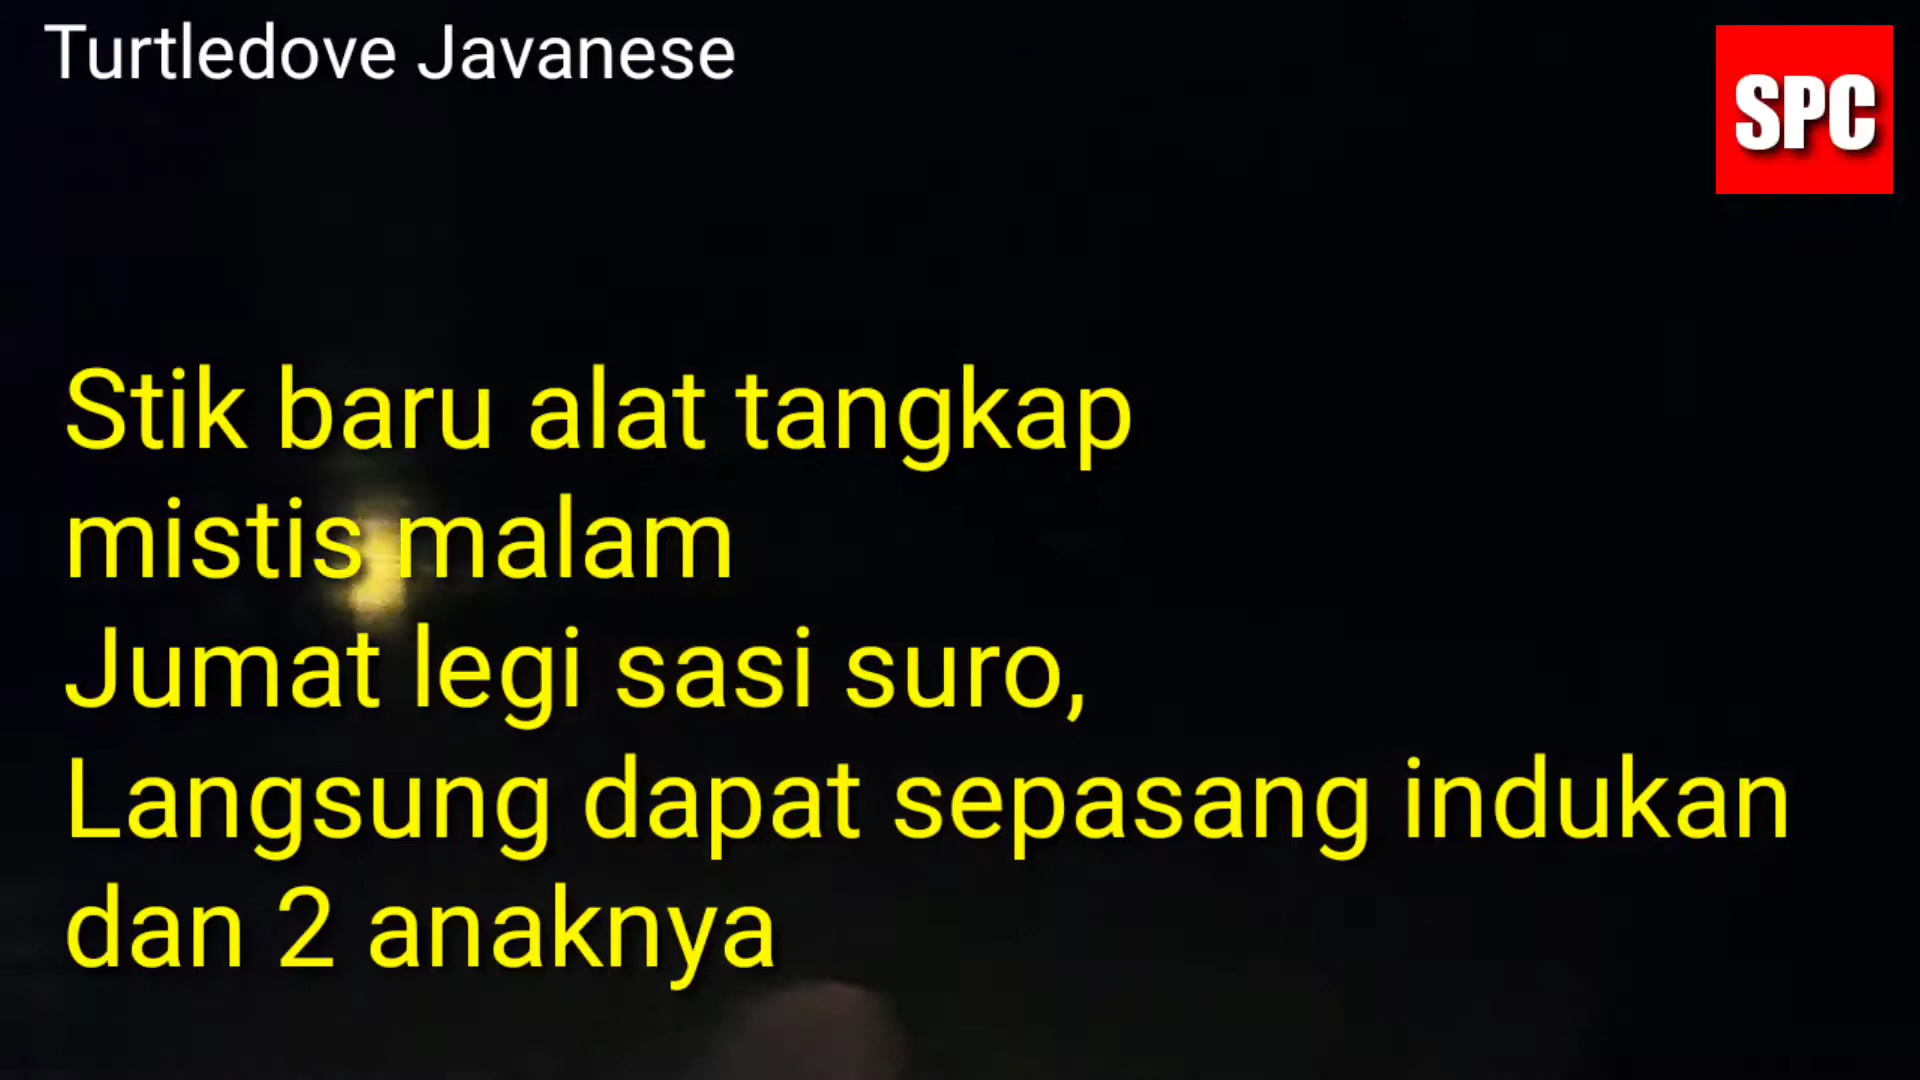 Turtledove Javanese
SPC
Stik baru alat tangkap
mistis malam
Jumat legi sasi suro,
Langsung dapat sepasang indukan
dan 2 anaknya